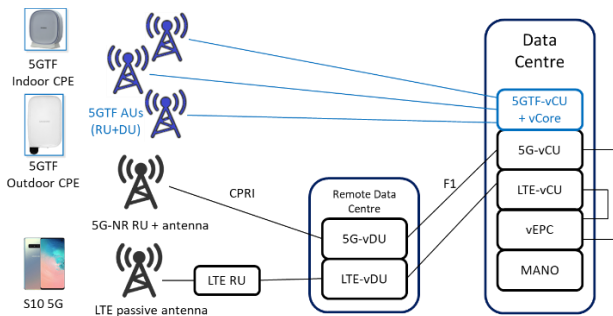 5GTF
Indoor CPE
5GTF
Outdoor CPE
S10 5G
5GTF AUs
(RU+DU)
5G-NR RU + antenna
LTE passive antenna
CPRI
LTE RU
Remote Data
Centre
5G-vDU
LTE-vDU
F1
Data
Centre
5GTF-vCU
+ vCore
5G-vCU
LTE-vCU
vEPC
MANO